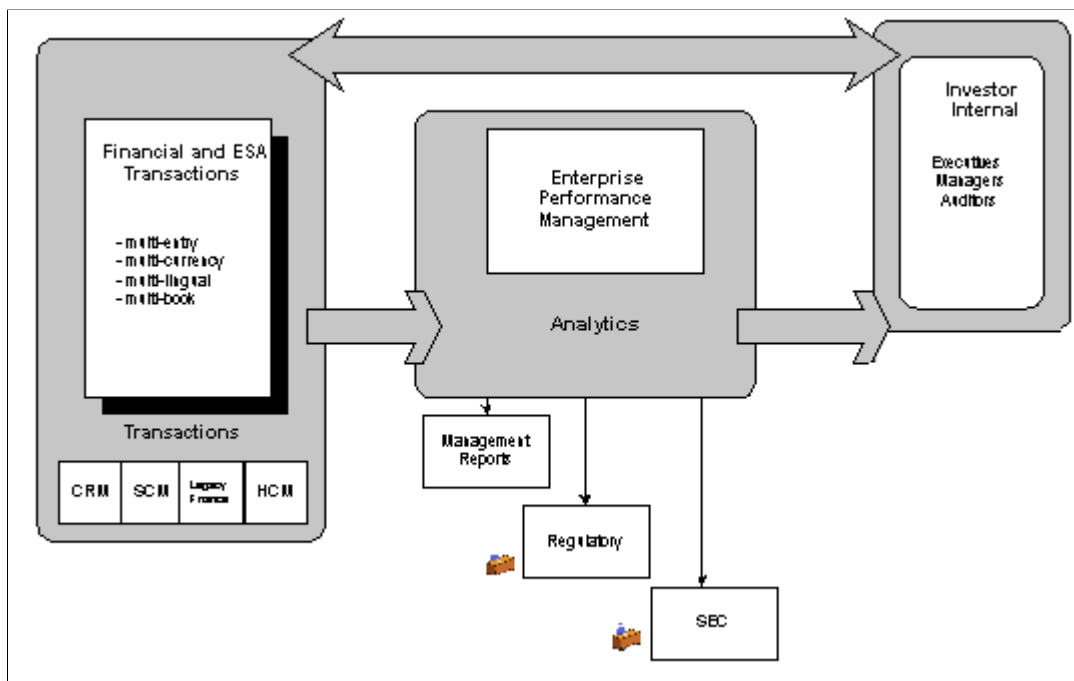 Financial and ESA
Transactions
- multi-entry
- multi-currency
- multi-lingual
- multi-book
Transactions
CRM
SCM
Legacy
Finance
HCM
Enterprise
Performance
Management
Analytics
Management
Reports
Regulatory
SEC
Investor
Internal
Executives
Managers
Auditors